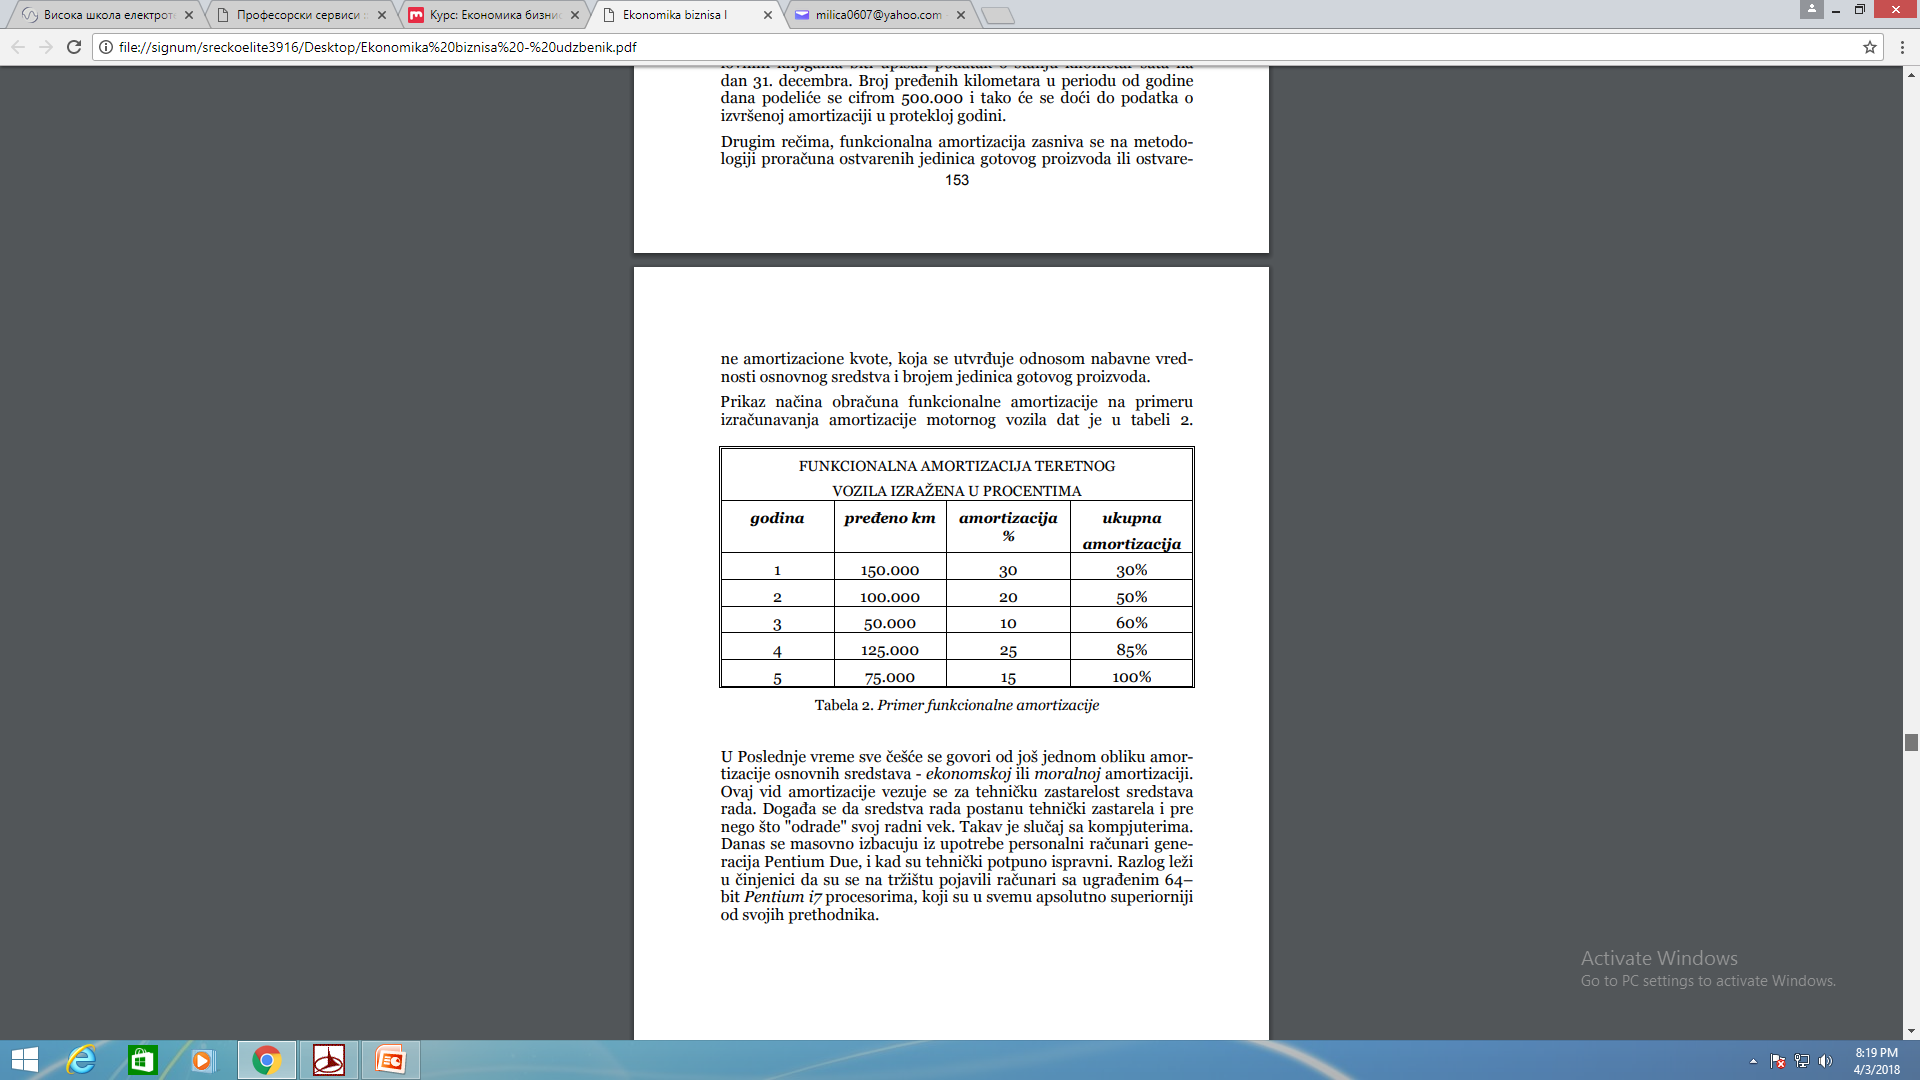 Висока школа електроте
Професорски сервиси :
Курс: Економика бизни
Ekonomika biznisa I
milica0607@yahoo.com
file://signum/sreckoelite3916/Desktop/Ekonomika%20biznisa%20-%20udzbenik.pdf
dan 31. decembra. Broj pređenih kilometara u periodu od godine
dana podeliće se cifrom 500.000 i tako će se doći do podatka o
izvršenoj amortizaciji u protekloj godini.
Drugim rečima, funkcionalna amortizacija zasniva se na metodo-
logiji proračuna ostvarenih jedinica gotovog proizvoda ili ostvare-
153
ne amortizacione kvote, koja se utvrđuje odnosom nabavne vred-
nosti osnovnog sredstva i brojem jedinica gotovog proizvoda.
Prikaz načina obračuna funkcionalne amortizacije na primeru
izračunavanja amortizacije motornog vozila dat je u tabeli 2.
FUNKCIONALNA AMORTIZACIJA TERETNOG
VOZILA IZRAŽENA U PROCENTIMA
godina pređeno km amortizacija % ukupna amortizacija
1 150.000 30 30%
2 100.000 20 50%
3 50.000 10 60%
4 125.000 25 85%
5 75.000 15 100%
Tabela 2. Primer funkcionalne amortizacije
U Poslednje vreme sve češće se govori od još jednom obliku amor-
tizacije osnovnih sredstava - ekonomskoj ili moralnoj amortizaciji.
Ovaj vid amortizacije vezuje se za tehničku zastarelost sredstava
rada. Događa se da sredstva rada postanu tehnički zastarela i pre
nego što "odrade" svoj radni vek. Takav je slučaj sa kompjuterima.
Danas se masovno izbacuju iz upotrebe personalni računari gene-
racija Pentium Due, i kad su tehnički potpuno ispravni. Razlog leži
u činjenici da su se na tržištu pojavili računari sa ugrađenim 64–
bit Pentium i7 procesorima, koji su u svemu apsolutno superiorniji
od svojih prethodnika.
Activate Windows
Go to PC settings to activate Windows.
8:19 PM
4/3/2018